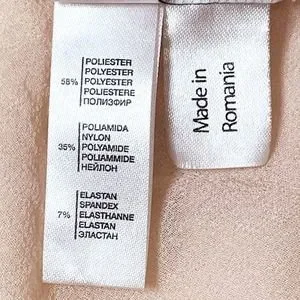 POLIESTER
POLYESTER
58% POLYESTER
POLIESTERE
ПОЛИЭФИР
POLIAMIDA
NYLON
35% POLYAMIDE
POLIAMMIDE
НЕЙЛОН
ELASTAN
SPANDEX
7% ELASTHANNE
ELASTAN
ЭЛАСТАН
Made in
Romania